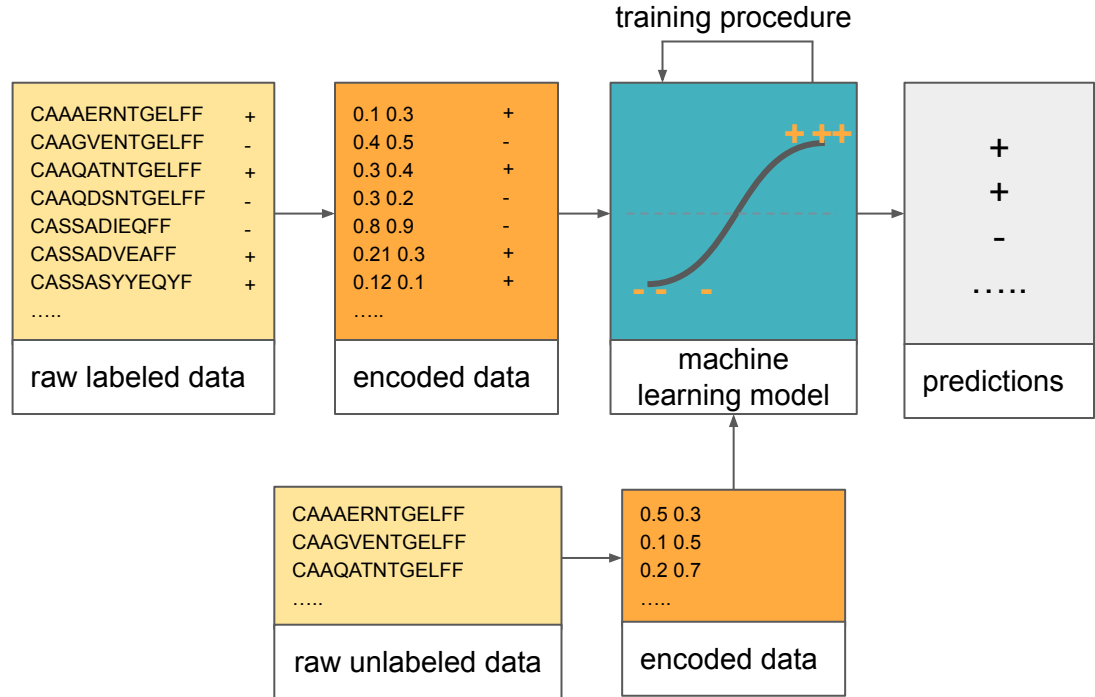 training procedure
CAAAERNTGELFF +
CAAGVENTGELFF -
CAAQATNTGELFF +
CAAQDSNTGELFF -
CASSADIEQFF -
CASSADVEAFF +
CASSASYYEQYF +
.....
raw labeled data
0.1 0.3 +
0.4 0.5 -
0.3 0.4 +
0.3 0.2 -
0.8 0.9 -
0.21 0.3 +
0.12 0.1 +
.....
encoded data
+ ++
- - -
machine
learning model
+
+
-
.....
predictions
CAAAERNTGELFF
CAAGVENTGELFF
CAAQATNTGELFF
.....
raw unlabeled data
0.5 0.3
0.1 0.5
0.2 0.7
.....
encoded data